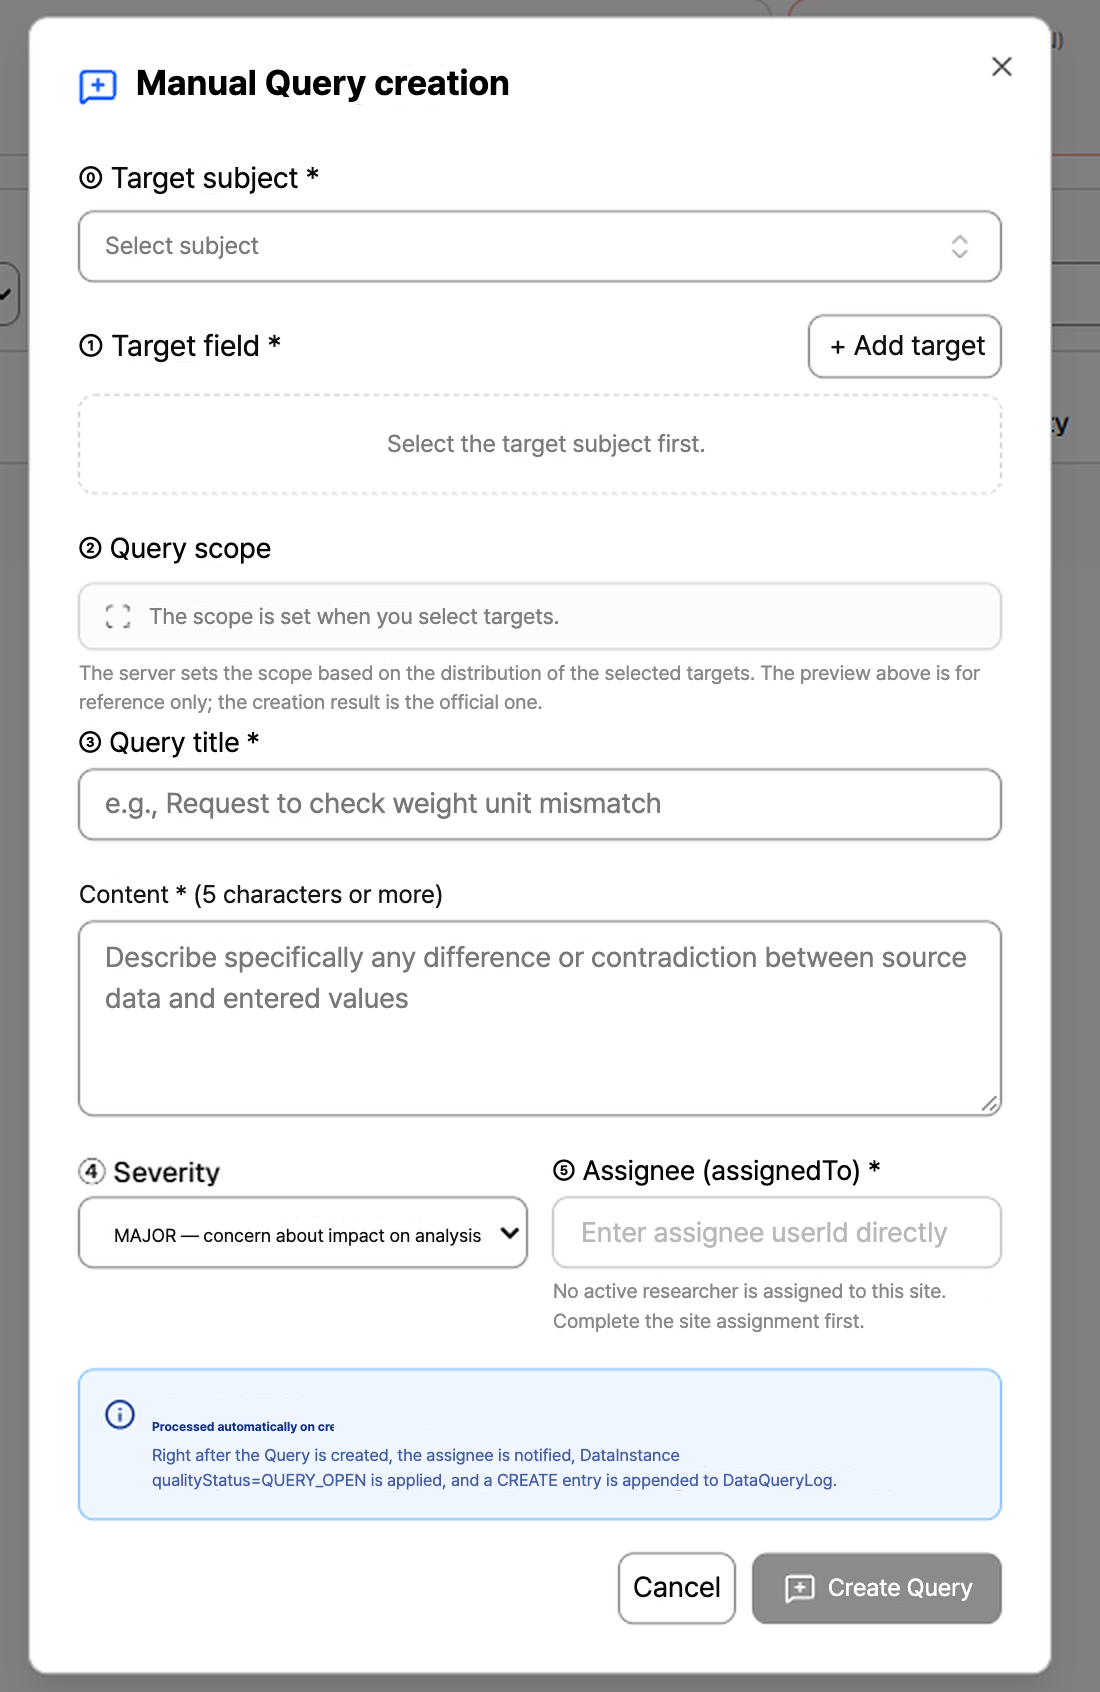 Manual Query creation
⓪ Target subject *
Select subject
① Target field *
+ Add target
Select the target subject first.
② Query scope
The scope is set when you select targets.
The server sets the scope based on the distribution of the selected targets. The preview above is for
reference only; the creation result is the official one.
③ Query title *
e.g., Request to check weight unit mismatch
Content * (5 characters or more)
Describe specifically any difference or contradiction between source
data and entered values
④ Severity
⑤ Assignee (assignedTo) *
MAJOR — concern about impact on analysis
Enter assignee userId directly
No active researcher is assigned to this site.
Complete the site assignment first.
Processed automatically on cre
Right after the Query is created, the assignee is notified, DataInstance
qualityStatus=QUERY_OPEN is applied, and a CREATE entry is appended to DataQueryLog.
Cancel
Create Query